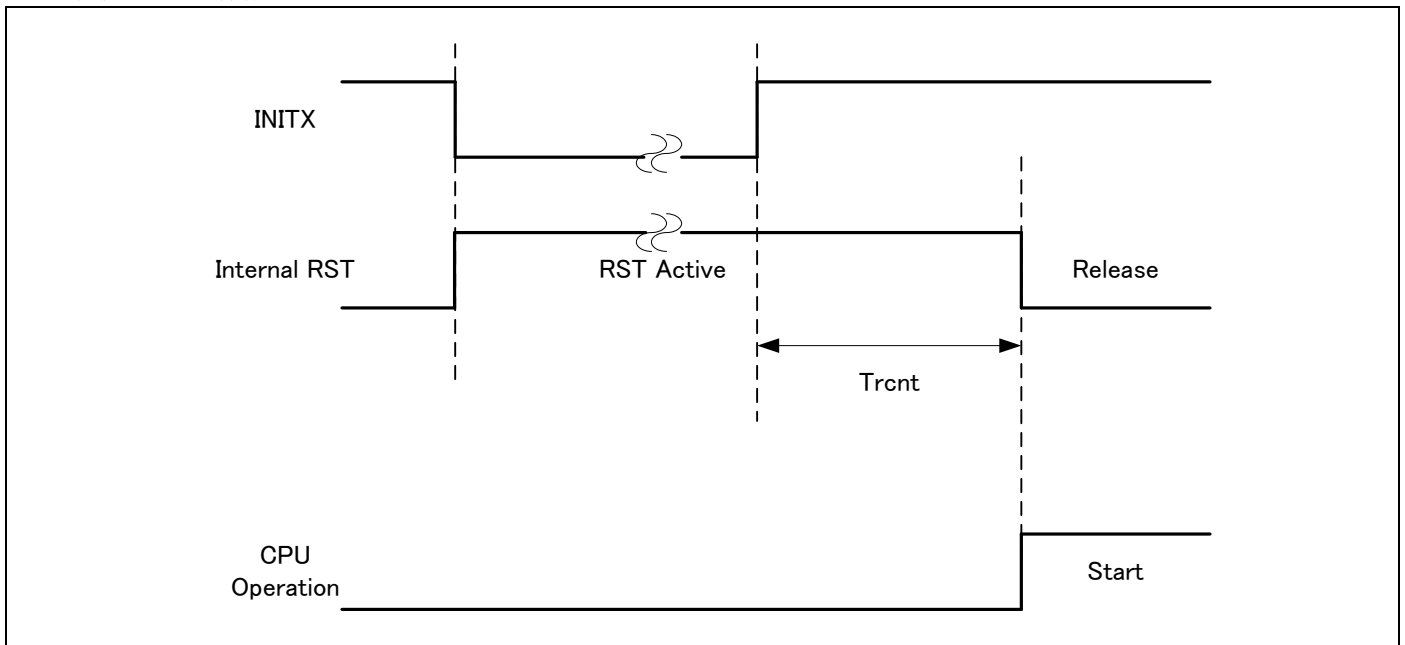 INITX
Internal RST
RST Active
Release
Trcnt
CPU
Operation
Start